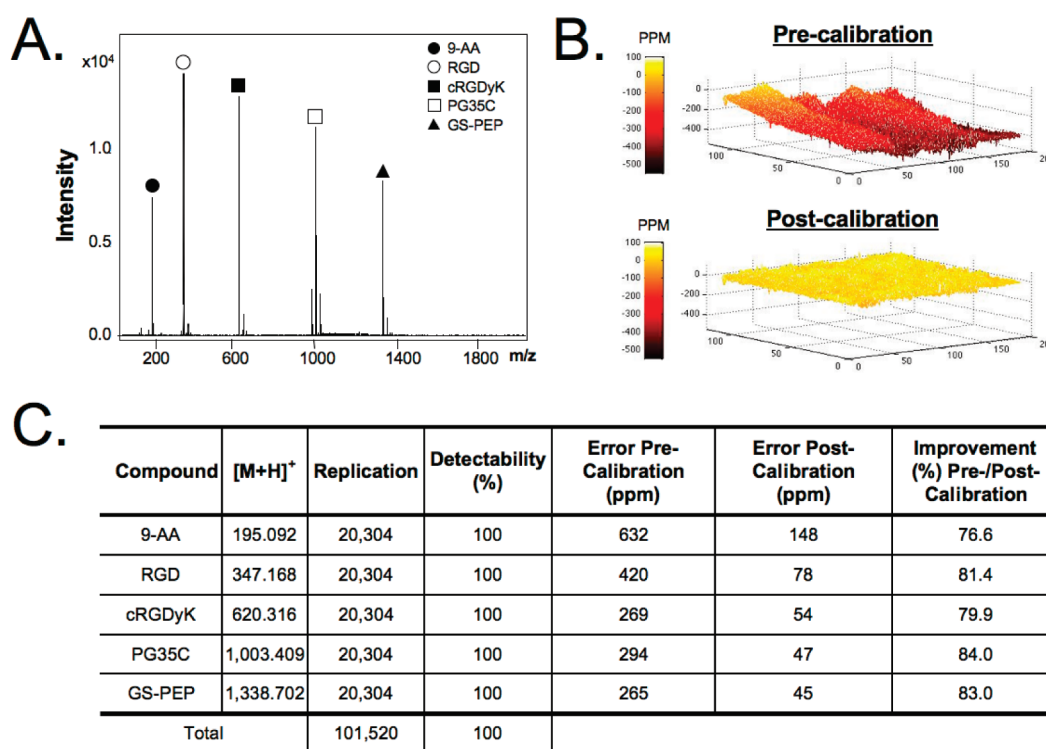 A.
x10⁴
1.0
0.5
0.0
Intensity
200
600
1000
1400
1800
m/z
9-AA
RGD
cRGDyK
PG35C
GS-PEP
B.
Pre-calibration
PPM
100
0
-100
-200
-300
-400
-500
0
-200
-400
100
50
0
0
50
100
150
200
Post-calibration
PPM
100
0
-100
-200
-300
-400
-500
0
-200
-400
100
50
0
0
50
100
150
C.
Compound [M+H]⁺ Replication Detectability (%) Error Pre-Calibration (ppm) Error Post-Calibration (ppm) Improvement (%) Pre-/Post-Calibration
9-AA 195.092 20,304 100 632 148 76.6
RGD 347.168 20,304 100 420 78 81.4
cRGDyK 620.316 20,304 100 269 54 79.9
PG35C 1,003.409 20,304 100 294 47 84.0
GS-PEP 1,338.702 20,304 100 265 45 83.0
Total 101,520 100